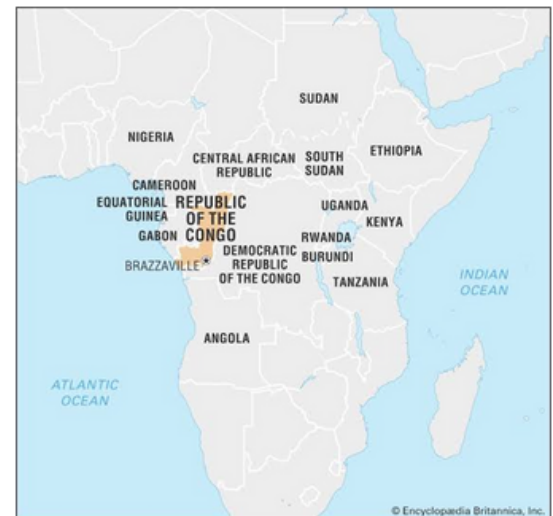 SUDAN
NIGERIA
ETHIOPIA
CENTRAL AFRICAN
REPUBLIC
SOUTH
SUDAN
CAMEROON
EQUATORIAL
GUINEA
REPUBLIC
OF THE
CONGO
UGANDA
KENYA
GABON
RWANDA
BURUNDI
DEMOCRATIC
REPUBLIC
OF THE CONGO
BRAZZAVILLE
TANZANIA
INDIAN
OCEAN
ANGOLA
ATLANTIC
OCEAN
© Encyclopædia Britannica, Inc.